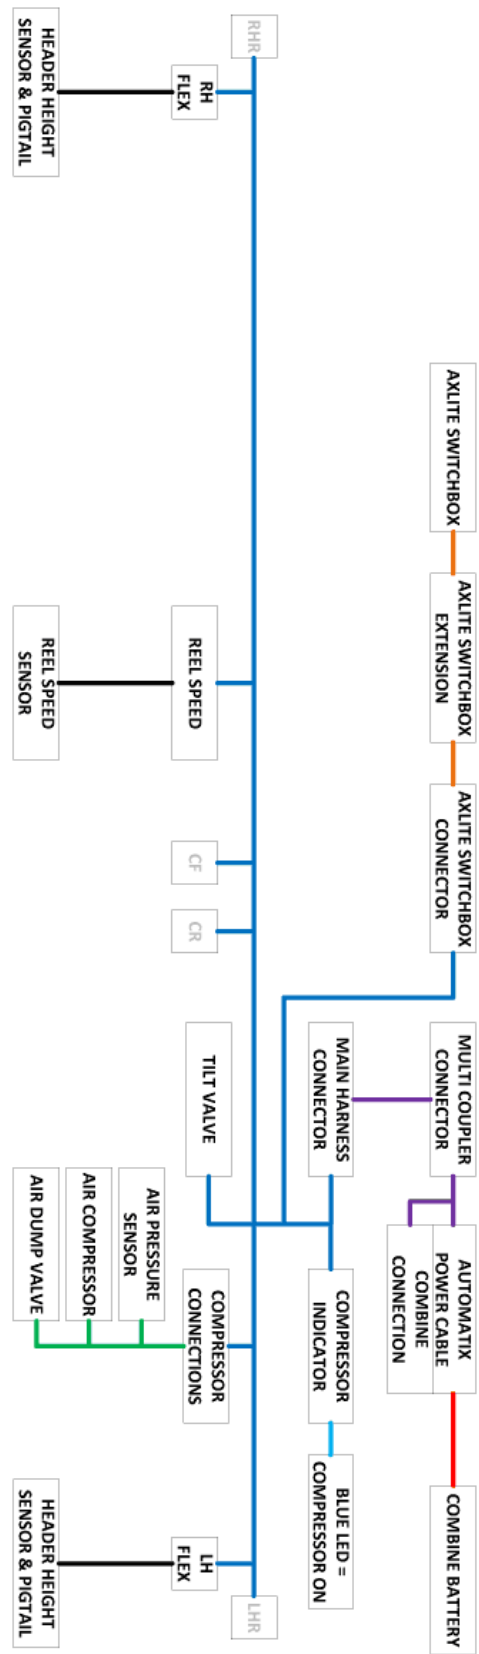 COMBINE BATTERY
AUTOMATIX
POWER CABLE
COMBINE
CONNECTION
MULTI COUPLER
CONNECTOR
AXLITE SWITCHBOX
CONNECTOR
AXLITE SWITCHBOX
EXTENSION
AXLITE SWITCHBOX
BLUE LED =
COMPRESSOR ON
COMPRESSOR
INDICATOR
MAIN HARNESS
CONNECTOR
LHR
RHR
LH
FLEX
COMPRESSOR
CONNECTIONS
TILT VALVE
CR
CF
REEL SPEED
RH
FLEX
AIR PRESSURE
SENSOR
AIR COMPRESSOR
AIR DUMP VALVE
HEADER HEIGHT
SENSOR & PIGTAIL
REEL SPEED
SENSOR
HEADER HEIGHT
SENSOR & PIGTAIL